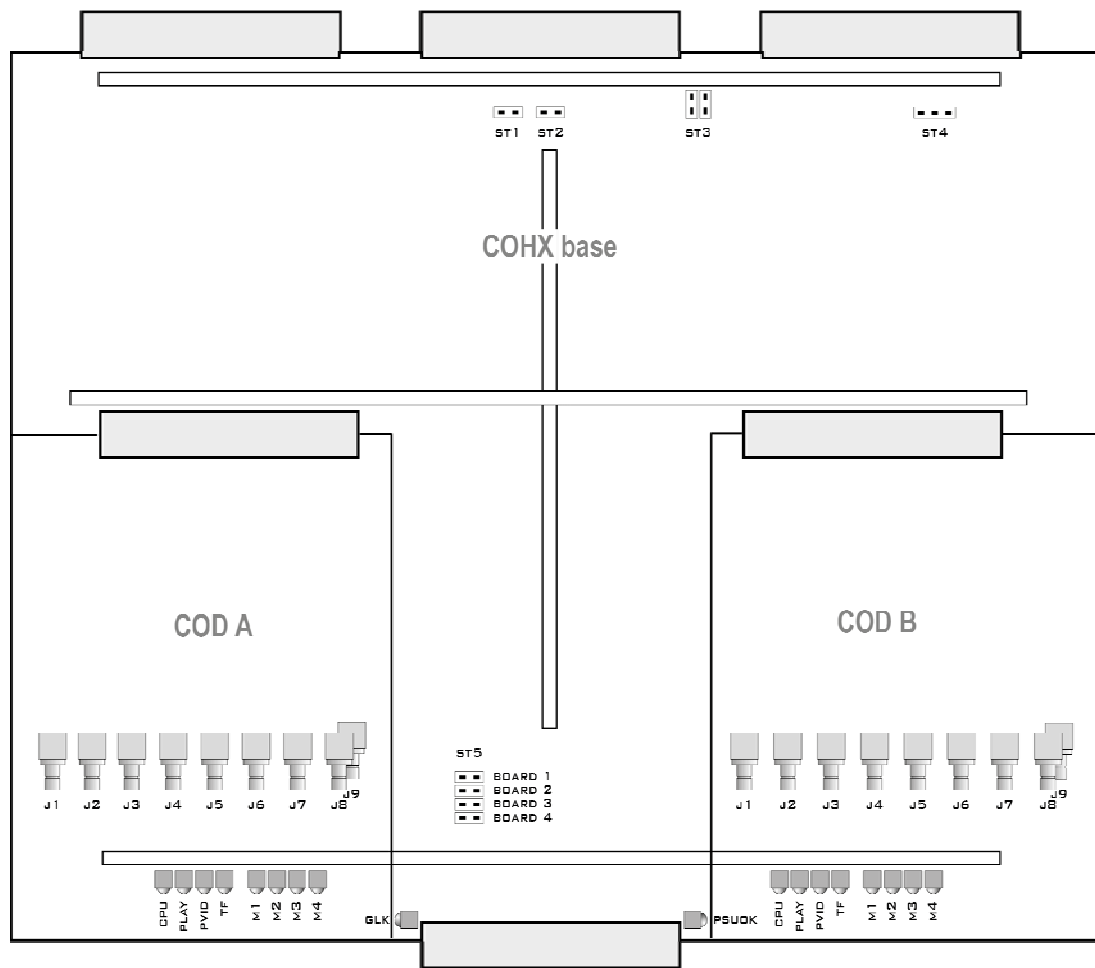 ST1 ST2 ST3 ST4
COHX base
COD A
COD B
ST5
BOARD 1
BOARD 2
BOARD 3
BOARD 4
J1 J2 J3 J4 J5 J6 J7 J8 J9
J1 J2 J3 J4 J5 J6 J7 J8 J9
CPU PLAY PVID TF M1 M2 M3 M4
CPU PLAY PVID TF M1 M2 M3 M4
GLK
PSUOK